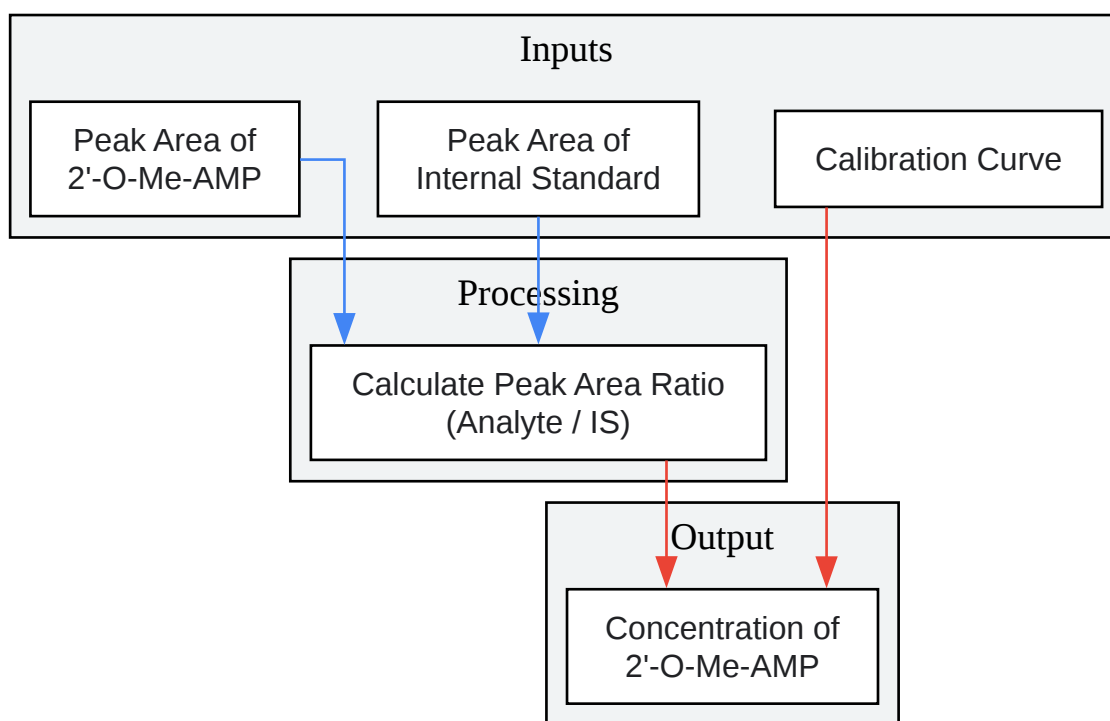 Inputs
Peak Area of
2'-O-Me-AMP
Peak Area of
Internal Standard
Calibration Curve
Processing
Calculate Peak Area Ratio
(Analyte / IS)
Output
Concentration of
2'-O-Me-AMP